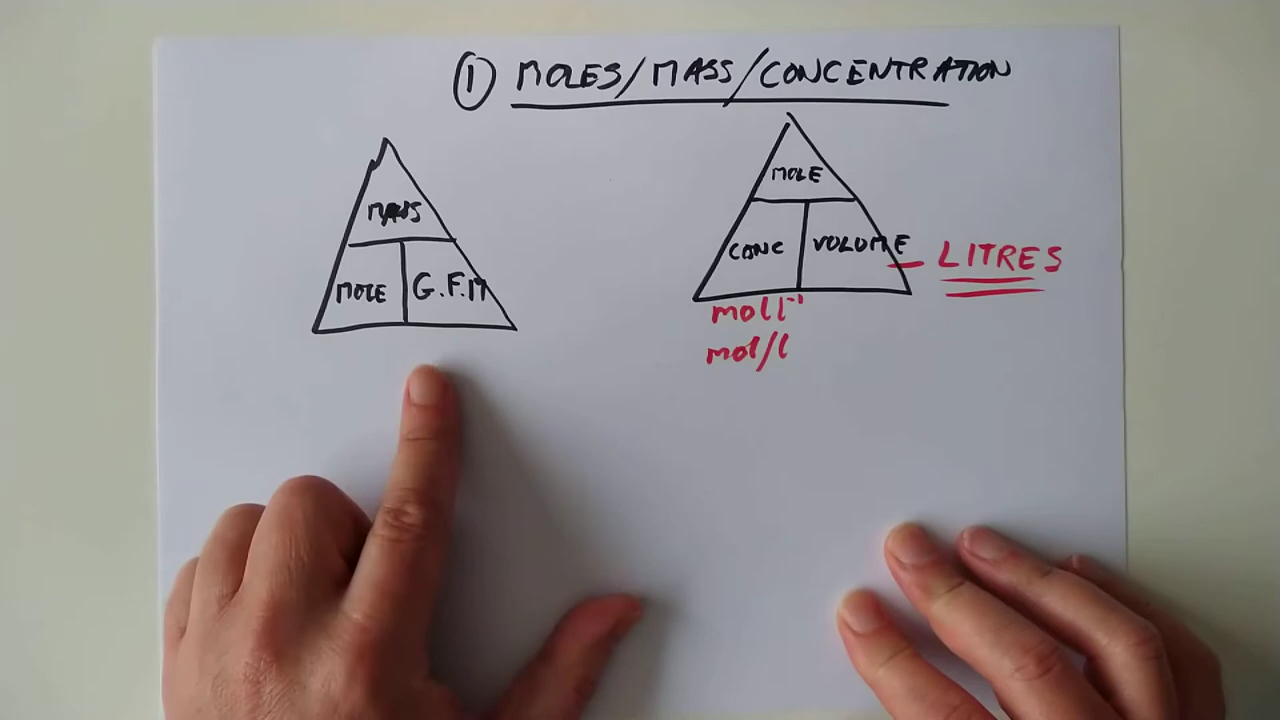 ① MOLES/MASS/CONCENTRATION
MASS
MOLE G.F.M
MOLE
CONC VOLUME – LITRES
mol l⁻¹
mol/l